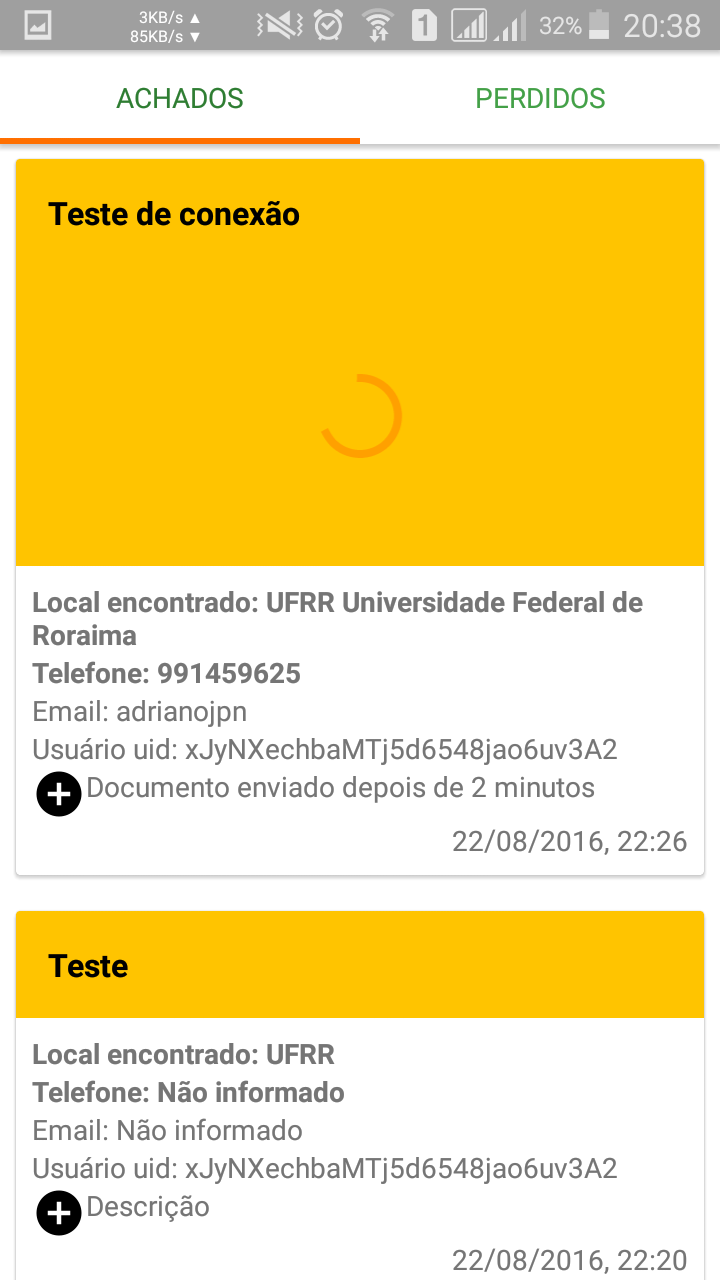 3KB/s ▲
85KB/s ▼
1
32%
20:38
ACHADOS
PERDIDOS
Teste de conexão
Local encontrado: UFRR Universidade Federal de
Roraima
Telefone: 991459625
Email: adrianojpn
Usuário uid: xJyNXechbaMTj5d6548jao6uv3A2
Documento enviado depois de 2 minutos
22/08/2016, 22:26
Teste
Local encontrado: UFRR
Telefone: Não informado
Email: Não informado
Usuário uid: xJyNXechbaMTj5d6548jao6uv3A2
Descrição
22/08/2016, 22:20